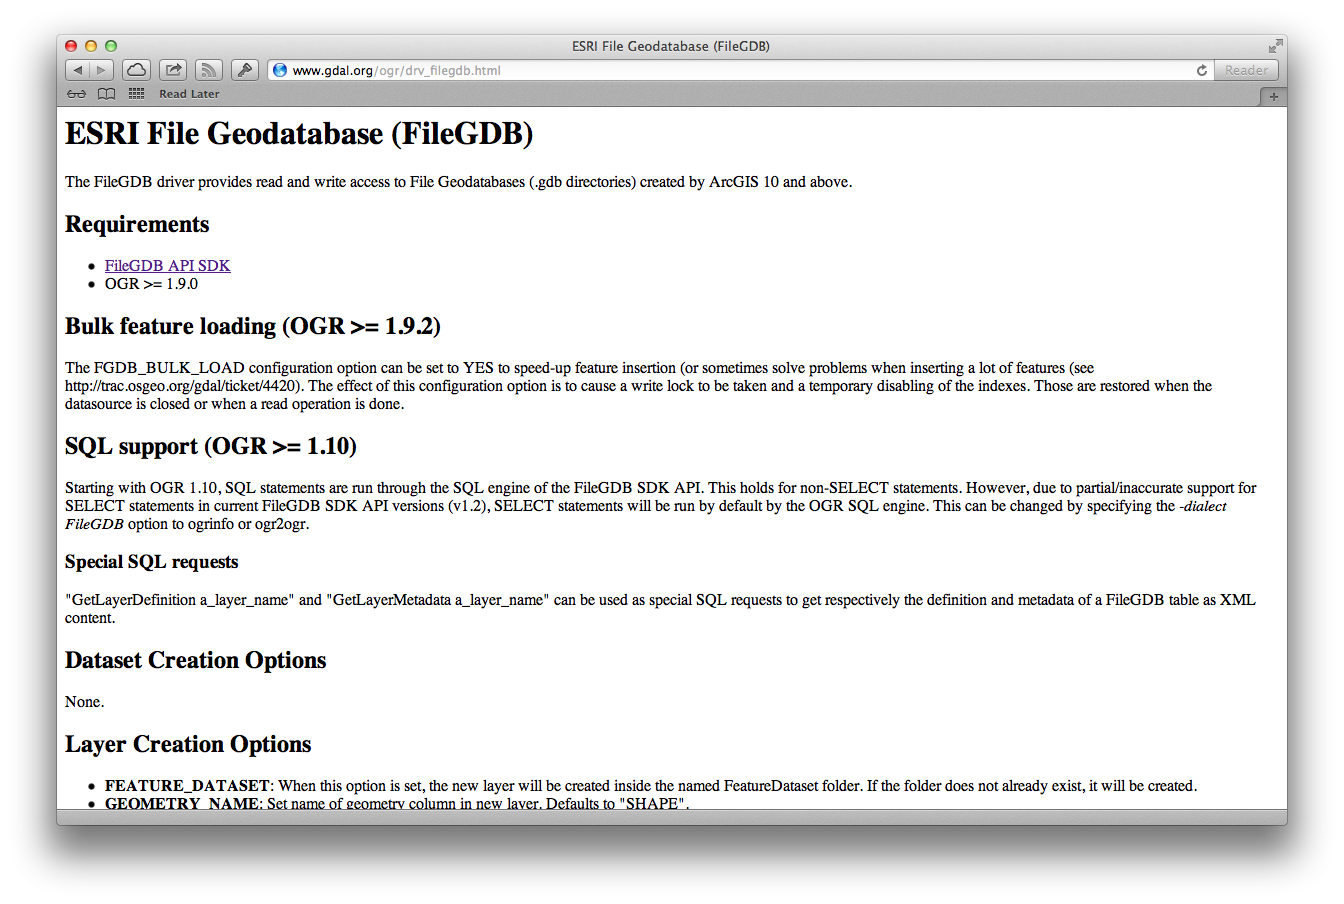 ESRI File Geodatabase (FileGDB)
www.gdal.org/ogr/drv_filegdb.html
Reader
Read Later
ESRI File Geodatabase (FileGDB)
The FileGDB driver provides read and write access to File Geodatabases (.gdb directories) created by ArcGIS 10 and above.
Requirements
FileGDB API SDK
OGR >= 1.9.0
Bulk feature loading (OGR >= 1.9.2)
The FGDB_BULK_LOAD configuration option can be set to YES to speed-up feature insertion (or sometimes solve problems when inserting a lot of features (see
http://trac.osgeo.org/gdal/ticket/4420). The effect of this configuration option is to cause a write lock to be taken and a temporary disabling of the indexes. Those are restored when the
datasource is closed or when a read operation is done.
SQL support (OGR >= 1.10)
Starting with OGR 1.10, SQL statements are run through the SQL engine of the FileGDB SDK API. This holds for non-SELECT statements. However, due to partial/inaccurate support for
SELECT statements in current FileGDB SDK API versions (v1.2), SELECT statements will be run by default by the OGR SQL engine. This can be changed by specifying the -dialect
FileGDB option to ogrinfo or ogr2ogr.
Special SQL requests
"GetLayerDefinition a_layer_name" and "GetLayerMetadata a_layer_name" can be used as special SQL requests to get respectively the definition and metadata of a FileGDB table as XML
content.
Dataset Creation Options
None.
Layer Creation Options
FEATURE_DATASET: When this option is set, the new layer will be created inside the named FeatureDataset folder. If the folder does not already exist, it will be created.
GEOMETRY_NAME: Set name of geometry column in new layer. Defaults to "SHAPE".